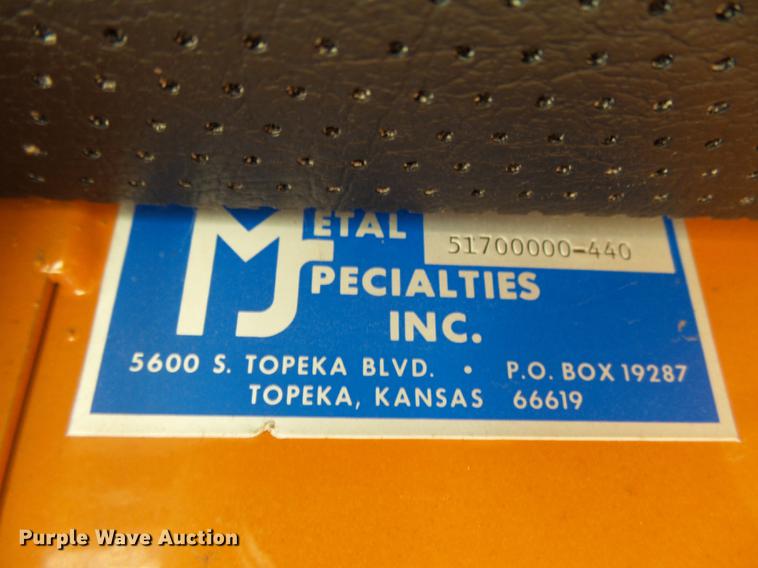 METAL
51700000-440
SPECIALTIES
INC.
5600 S. TOPEKA BLVD. • P.O. BOX 19287
TOPEKA, KANSAS 66619
Purple Wave Auction